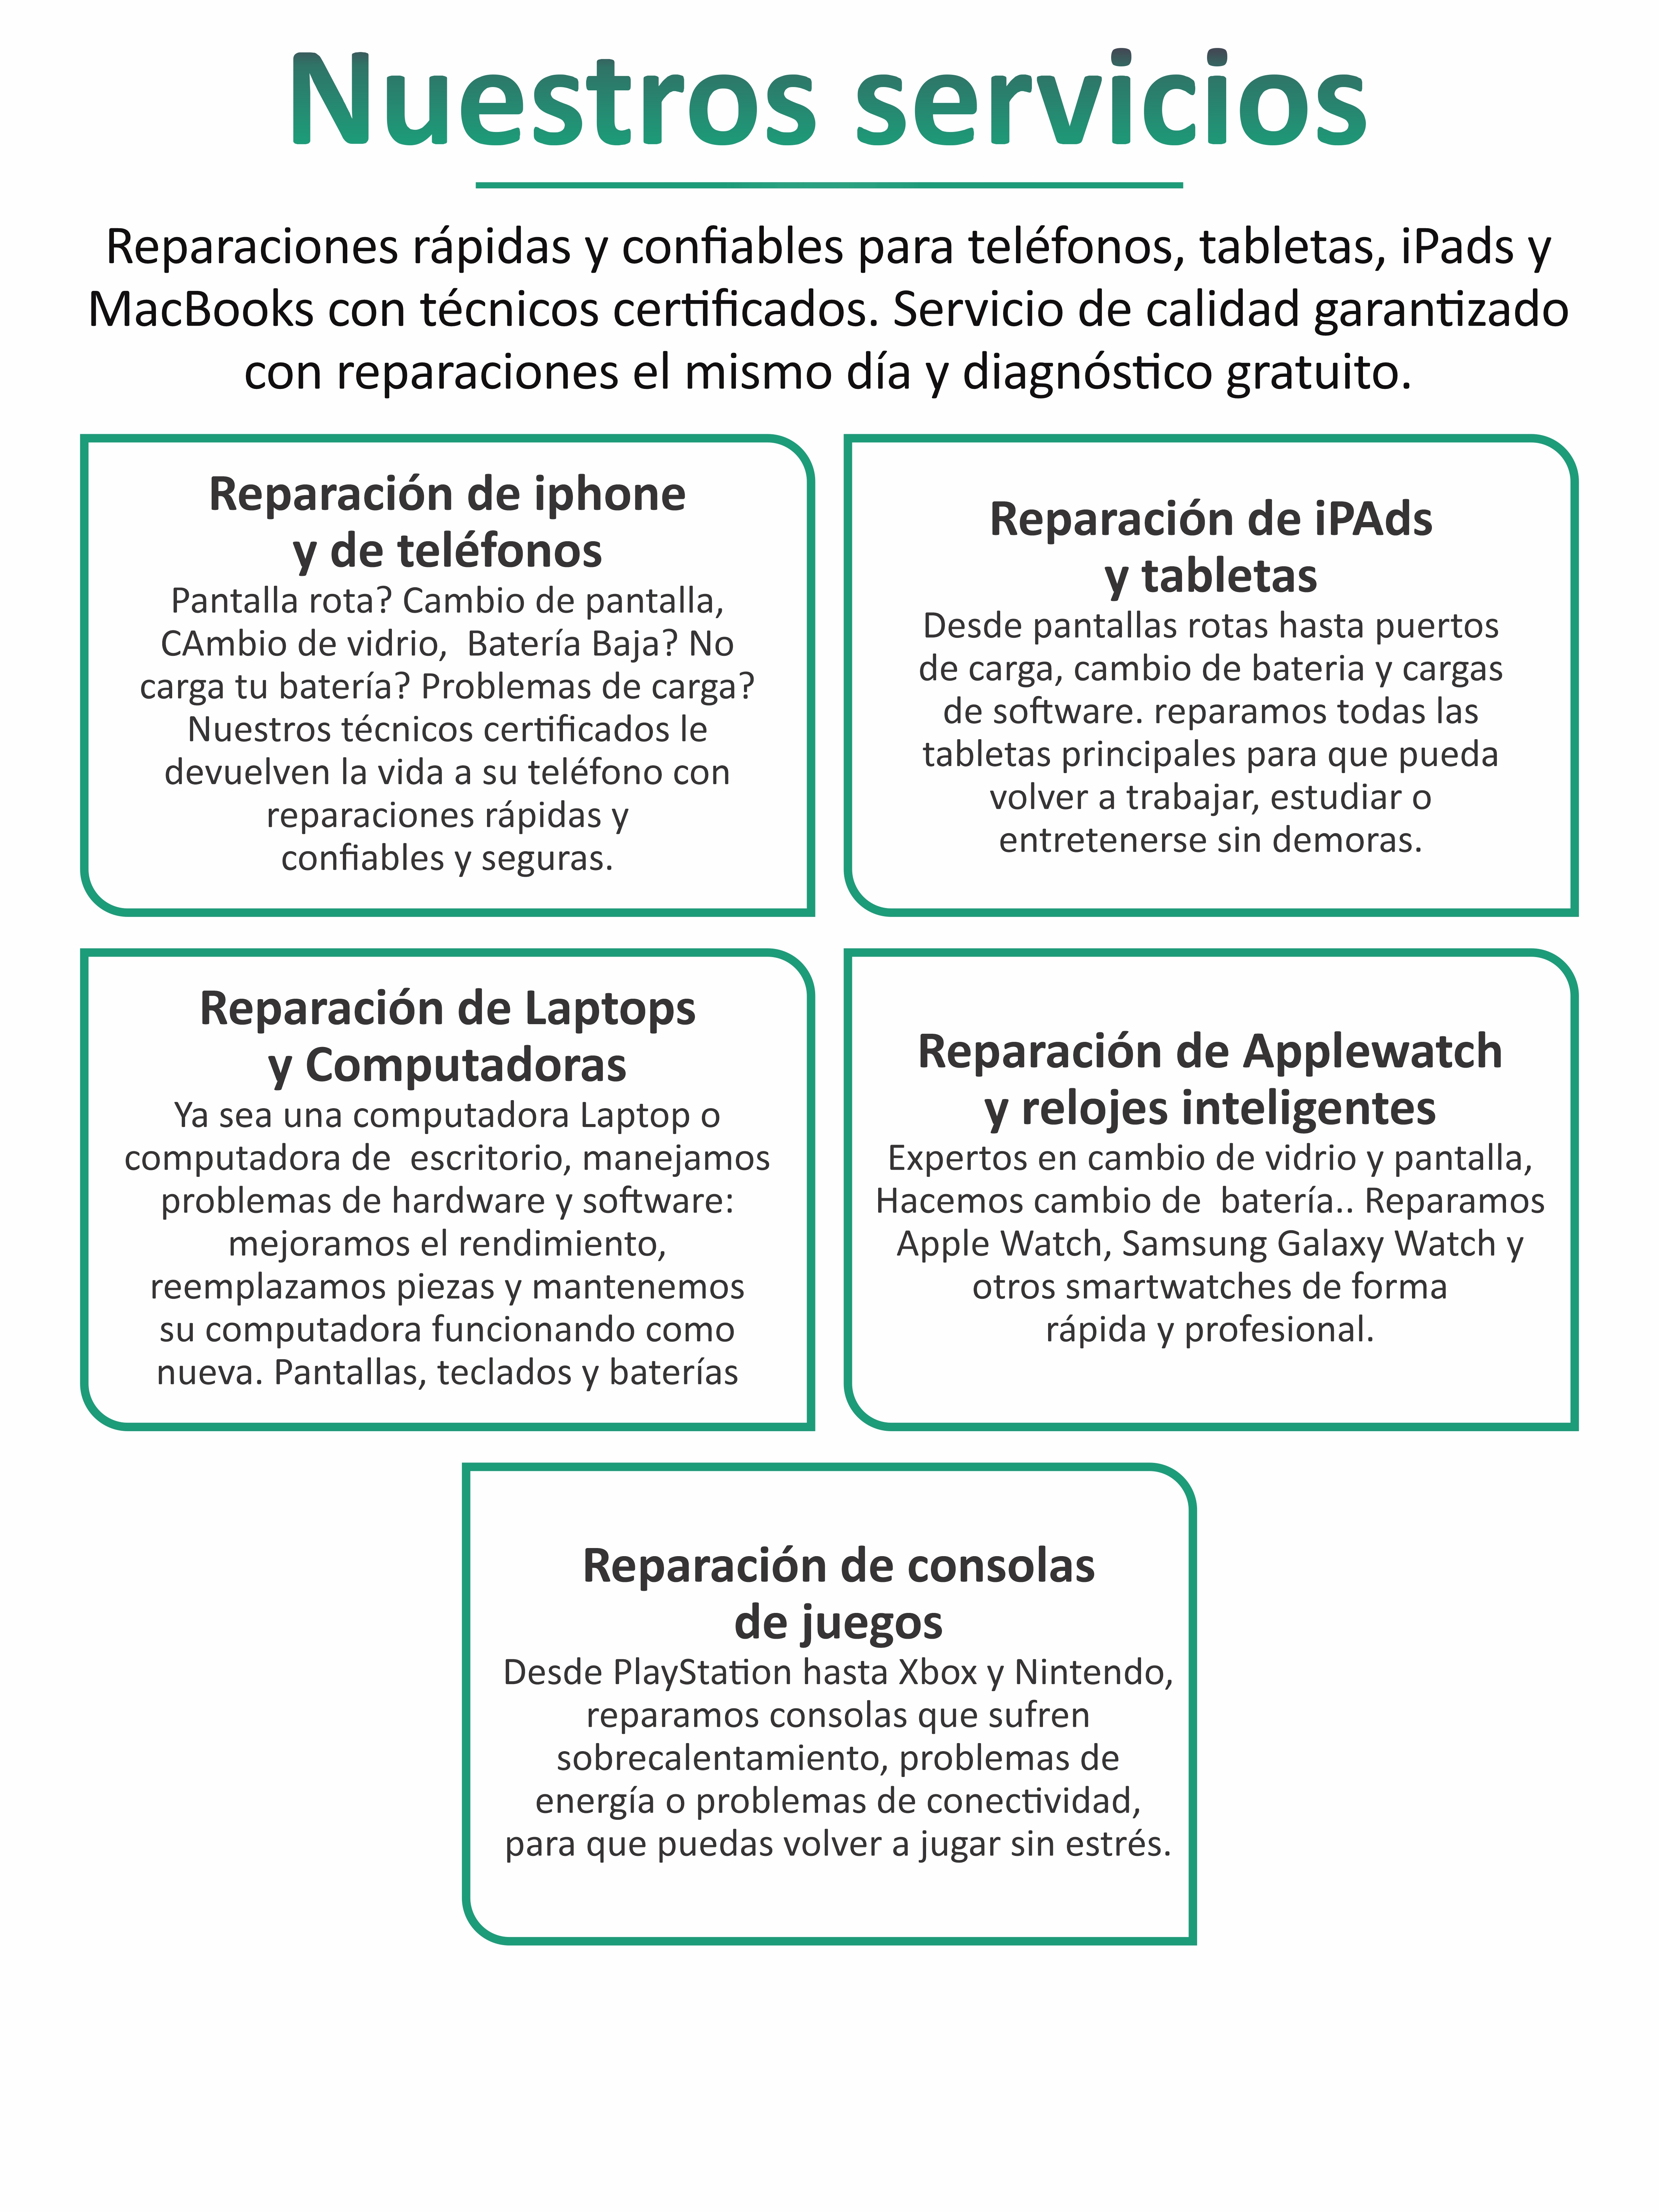 Nuestros servicios
Reparaciones rápidas y confiables para teléfonos, tabletas, iPads y
MacBooks con técnicos certificados. Servicio de calidad garantizado
con reparaciones el mismo día y diagnóstico gratuito.
Reparación de iphone
y de teléfonos
Pantalla rota? Cambio de pantalla,
CAmbio de vidrio,  Batería Baja? No
carga tu batería? Problemas de carga?
Nuestros técnicos certificados le
devuelven la vida a su teléfono con
reparaciones rápidas y
confiables y seguras.
Reparación de iPAds
y tabletas
Desde pantallas rotas hasta puertos
de carga, cambio de bateria y cargas
de software. reparamos todas las
tabletas principales para que pueda
volver a trabajar, estudiar o
entretenerse sin demoras.
Reparación de Laptops
y Computadoras
Ya sea una computadora Laptop o
computadora de  escritorio, manejamos
problemas de hardware y software:
mejoramos el rendimiento,
reemplazamos piezas y mantenemos
su computadora funcionando como
nueva. Pantallas, teclados y baterías
Reparación de Applewatch
y relojes inteligentes
Expertos en cambio de vidrio y pantalla,
Hacemos cambio de  batería.. Reparamos
Apple Watch, Samsung Galaxy Watch y
otros smartwatches de forma
rápida y profesional.
Reparación de consolas
de juegos
Desde PlayStation hasta Xbox y Nintendo,
reparamos consolas que sufren
sobrecalentamiento, problemas de
energía o problemas de conectividad,
para que puedas volver a jugar sin estrés.